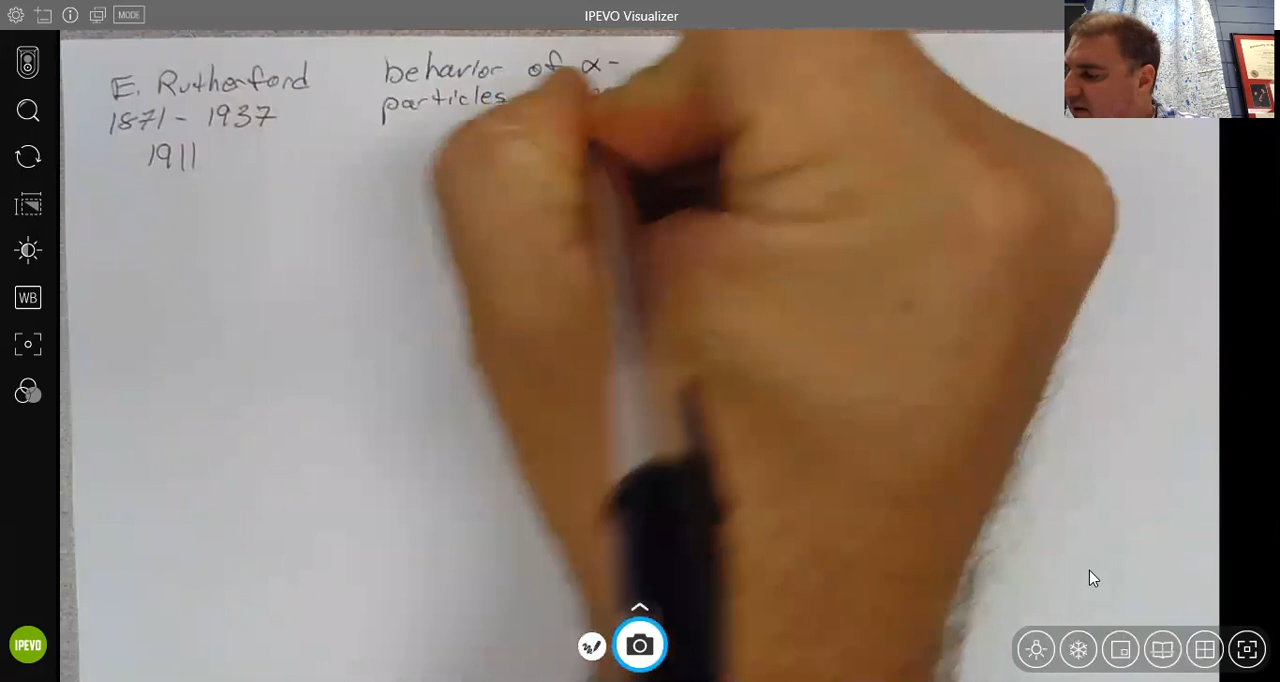 MODE
IPEVO Visualizer
E. Rutherford
1871 - 1937
1911
behavior of α-
particles
WB
IPEVO